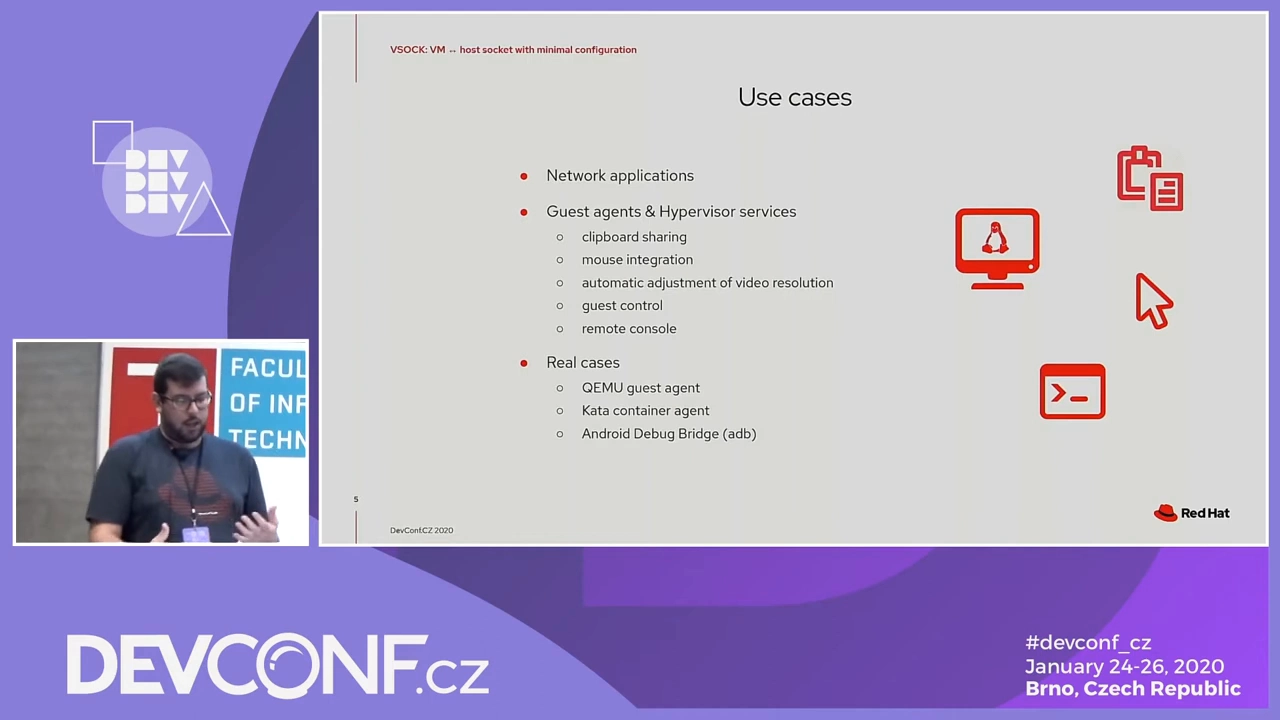 VSOCK: VM ↔ host socket with minimal configuration
Use cases
● Network applications
● Guest agents & Hypervisor services
○ clipboard sharing
○ mouse integration
○ automatic adjustment of video resolution
○ guest control
○ remote console
● Real cases
○ QEMU guest agent
○ Kata container agent
○ Android Debug Bridge (adb)
5
DevConf.CZ 2020
Red Hat
DEV
DEV
DEV
FACUL
OF INF
TECHN
DEVCONF.cz
#devconf_cz
January 24-26, 2020
Brno, Czech Republic